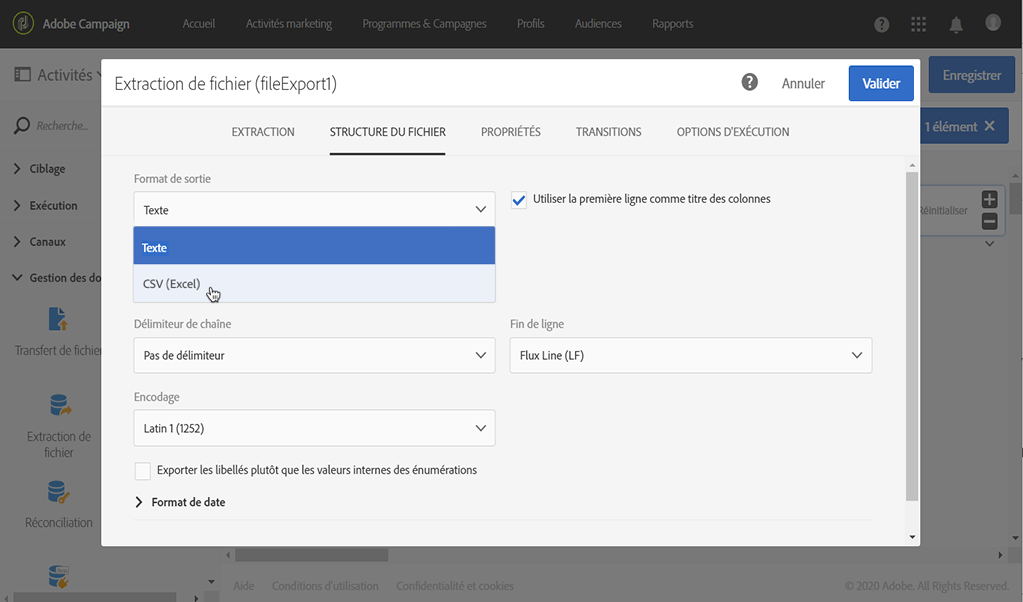 Adobe Campaign
Accueil
Activités marketing
Programmes & Campagnes
Profils
Audiences
Rapports
Activités
Enregistrer
Extraction de fichier (fileExport1)
Annuler
Valider
Recherche...
1 élément
EXTRACTION
STRUCTURE DU FICHIER
PROPRIÉTÉS
TRANSITIONS
OPTIONS D'EXÉCUTION
Ciblage
Exécution
Canaux
Gestion des do
Transfert de fichier
Extraction de
fichier
Réconciliation
Format de sortie
Texte
Utiliser la première ligne comme titre des colonnes
Réinitialiser
Texte
CSV (Excel)
Délimiteur de chaîne
Fin de ligne
Pas de délimiteur
Flux Line (LF)
Encodage
Latin 1 (1252)
Exporter les libellés plutôt que les valeurs internes des énumérations
Format de date
Aide
Conditions d'utilisation
Confidentialité et cookies
© 2020 Adobe. All Rights Reserved.